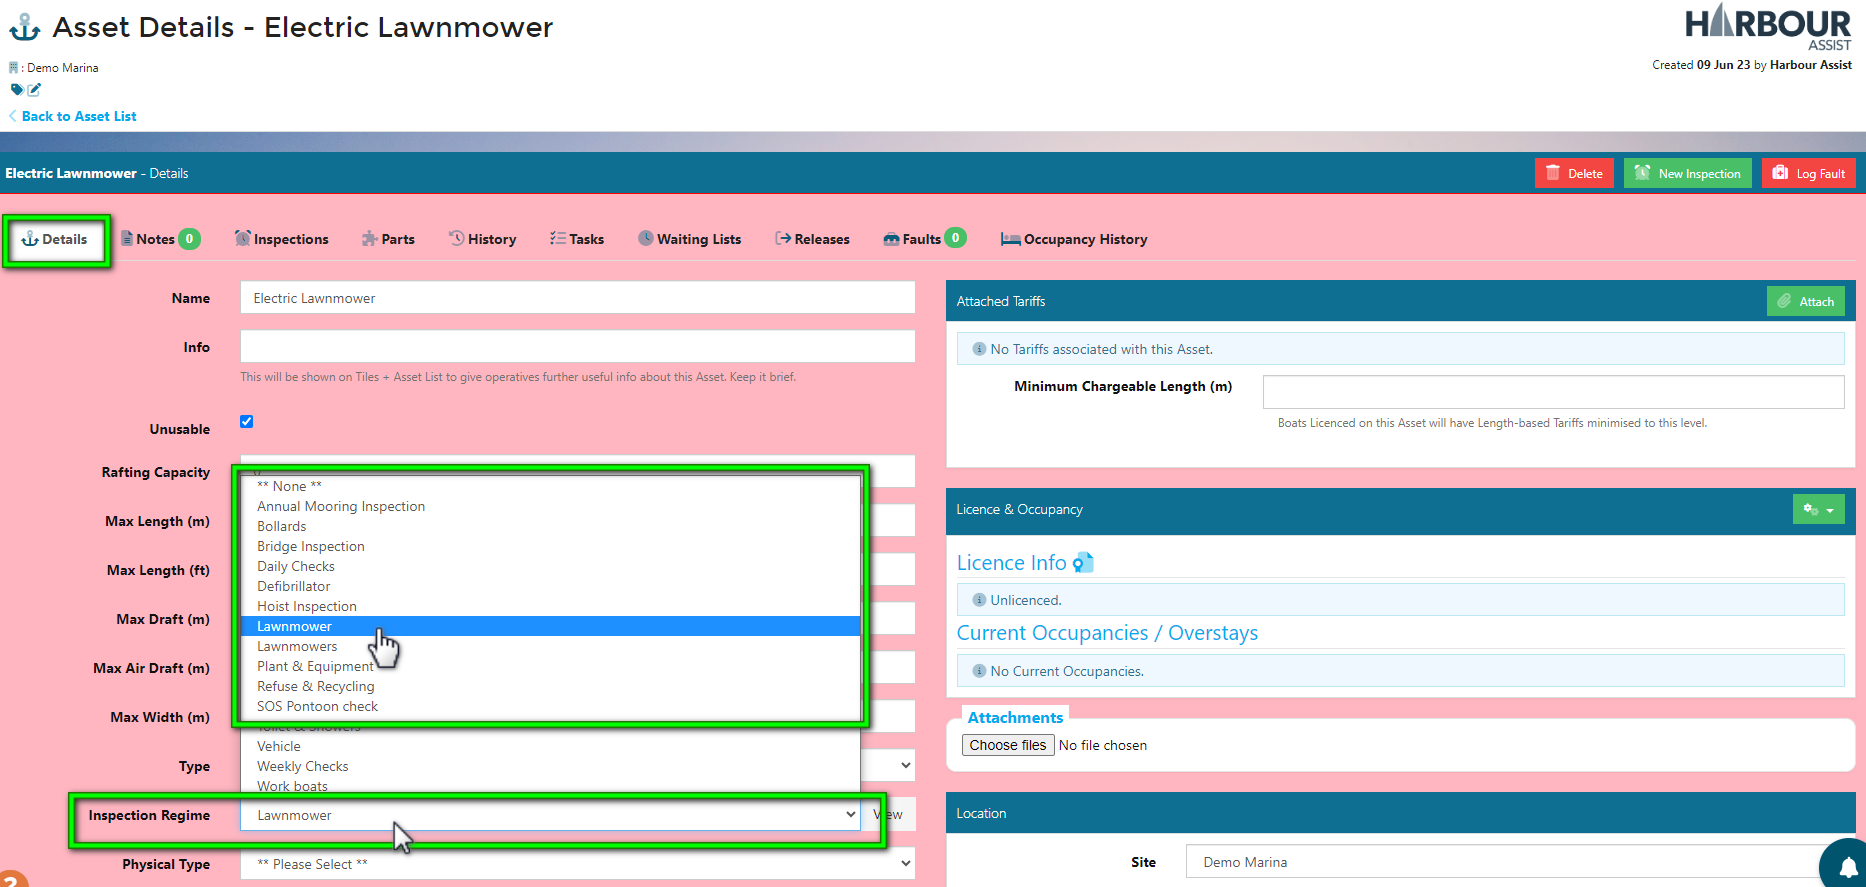 Asset Details - Electric Lawnmower
HARBOUR
ASSIST
: Demo Marina
Created 09 Jun 23 by Harbour Assist
Back to Asset List
Electric Lawnmower - Details
Delete
New Inspection
Log Fault
Details
Notes 0
Inspections
Parts
History
Tasks
Waiting Lists
Releases
Faults 0
Occupancy History
Name
Electric Lawnmower
Info
This will be shown on Tiles + Asset List to give operatives further useful info about this Asset. Keep it brief.
Unusable
Rafting Capacity
Max Length (m)
Max Length (ft)
Max Draft (m)
Max Air Draft (m)
Max Width (m)
Type
** None **
Annual Mooring Inspection
Bollards
Bridge Inspection
Daily Checks
Defibrillator
Hoist Inspection
Lawnmower
Lawnmowers
Plant & Equipment
Refuse & Recycling
SOS Pontoon check
Toilet & Showers
Vehicle
Weekly Checks
Work boats
Inspection Regime
Lawnmower
View
Physical Type
** Please Select **
Attached Tariffs
Attach
No Tariffs associated with this Asset.
Minimum Chargeable Length (m)
Boats Licenced on this Asset will have Length-based Tariffs minimised to this level.
Licence & Occupancy
Licence Info
Unlicenced.
Current Occupancies / Overstays
No Current Occupancies.
Attachments
Choose files No file chosen
Location
Site
Demo Marina
?